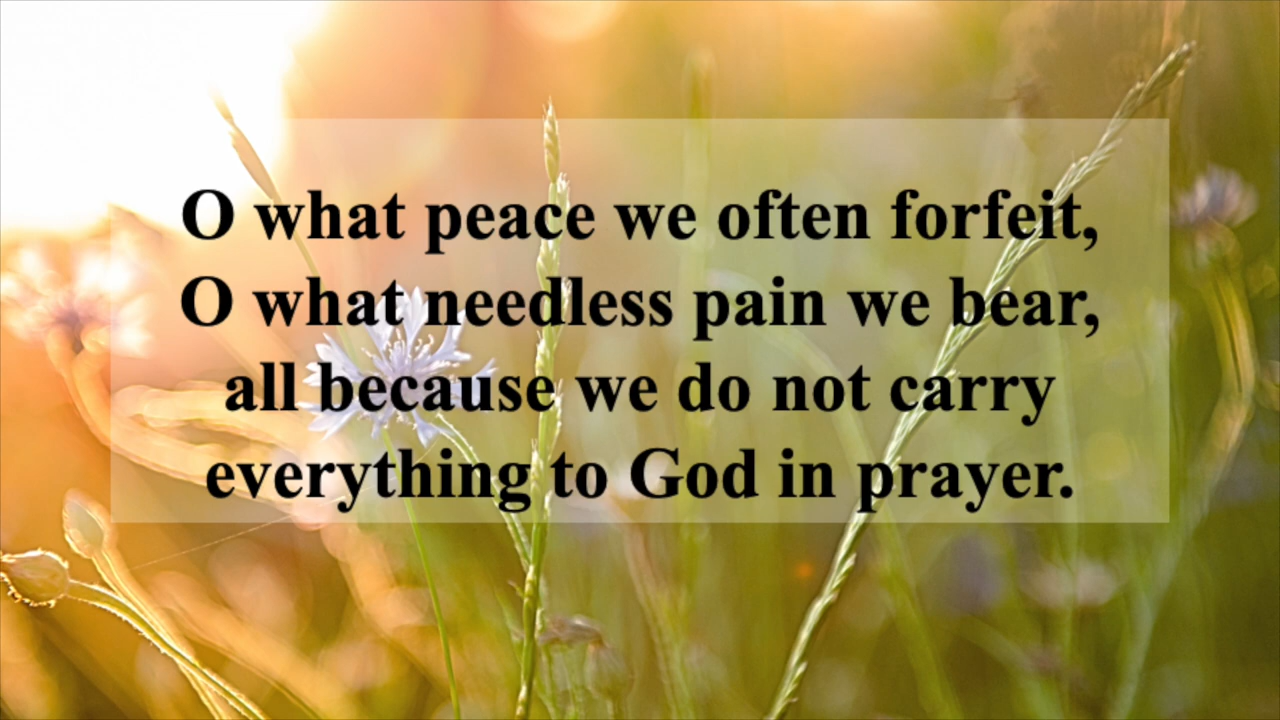 O what peace we often forfeit,
O what needless pain we bear,
all because we do not carry
everything to God in prayer.